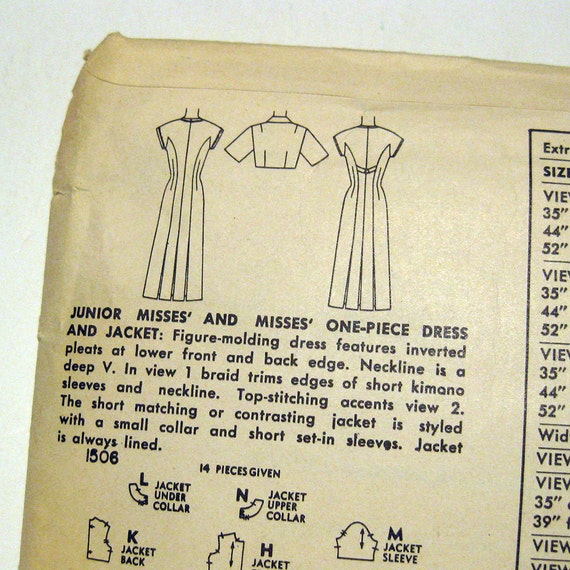 JUNIOR MISSES' AND MISSES' ONE-PIECE DRESS
AND JACKET: Figure-molding dress features inverted
pleats at lower front and back edge. Neckline is a
deep V. In view 1 braid trims edges of short kimono
sleeves and neckline. Top-stitching accents view 2.
The short matching or contrasting jacket is styled
with a small collar and short set-in sleeves. Jacket
is always lined.
1506
14 PIECES GIVEN
L JACKET
UNDER
COLLAR
N JACKET
UPPER
COLLAR
K
JACKET
BACK
H
JACKET
M
JACKET
SLEEVE
Extr
SIZE
VIEW
35"
44"
52"
VIEW
35"
44"
52"
VIEW
35"
44"
52"
Wid
VIEW
VIEW
35"
39"
VIEW
VIEW